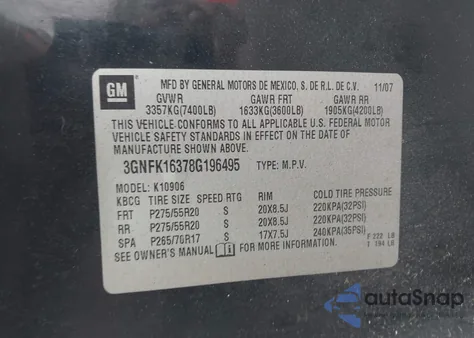 GM
MFD BY GENERAL MOTORS DE MEXICO, S. DE R.L. DE C.V. 11/07
GVWR GAWR FRT GAWR RR
3357KG(7400LB) 1633KG(3600LB) 1905KG(4200LB)
THIS VEHICLE CONFORMS TO ALL APPLICABLE U.S. FEDERAL MOTOR
VEHICLE SAFETY STANDARDS IN EFFECT ON THE DATE OF
MANUFACTURE SHOWN ABOVE.
3GNFK16378G196495 TYPE: M.P.V.
MODEL: K10906
KBCG TIRE SIZE SPEED RTG RIM COLD TIRE PRESSURE
FRT P275/55R20 S 20X8.5J 220KPA(32PSI)
RR P275/55R20 S 20X8.5J 220KPA(32PSI)
SPA P265/70R17 S 17X7.5J 240KPA(35PSI)
SEE OWNER'S MANUAL FOR MORE INFORMATION.
F 222 LB
T 194 LB
autoSnap